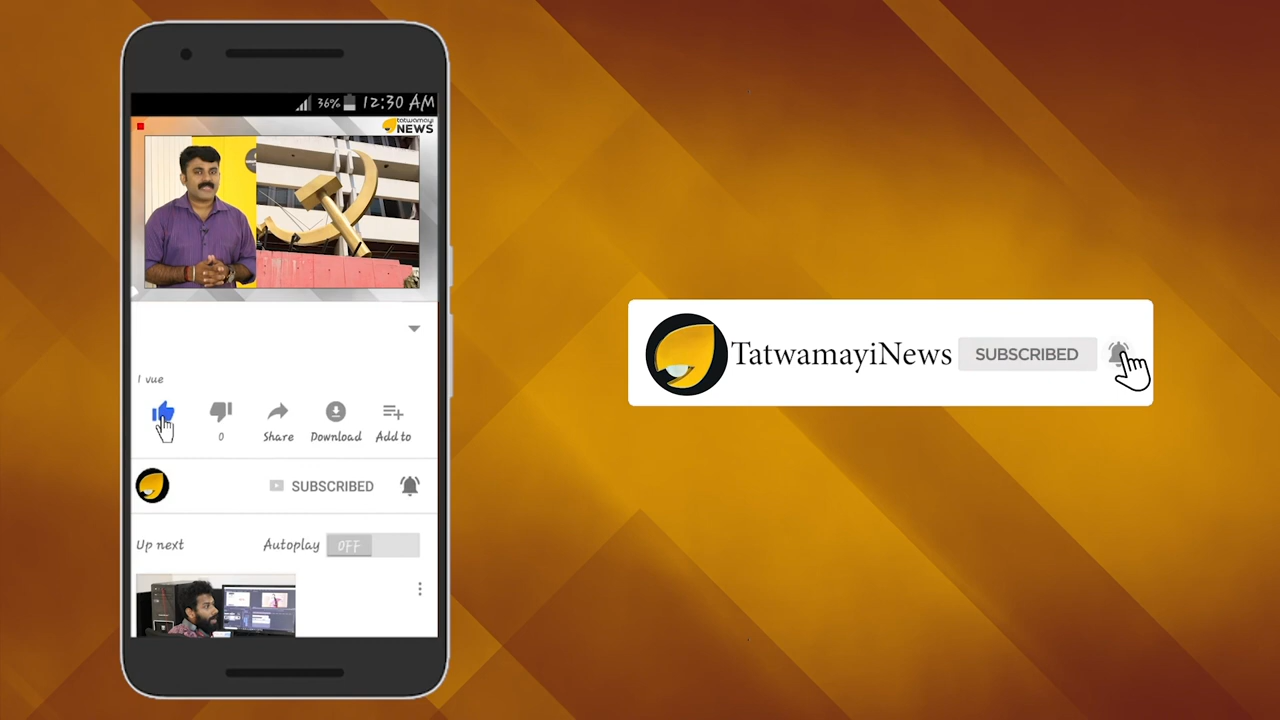 36% 12:30 AM
tatwamayi
NEWS
1 vue
0 Share Download Add to
SUBSCRIBED
Up next Autoplay OFF
TatwamayiNews SUBSCRIBED